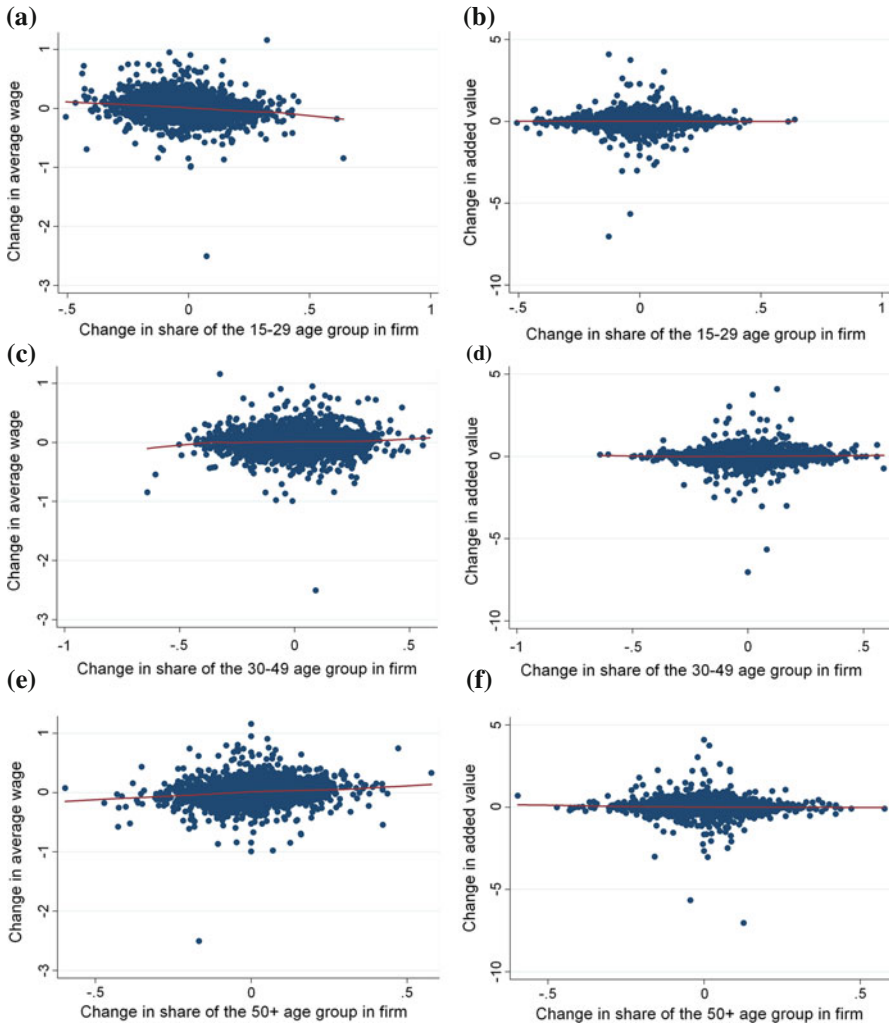 (a)
Change in average wage
1
0
-1
-2
-3
-.5
0
.5
1
Change in share of the 15-29 age group in firm
(b)
Change in added value
5
0
-5
-10
-.5
0
.5
1
Change in share of the 15-29 age group in firm
(c)
Change in average wage
1
0
-1
-2
-3
-1
-.5
0
.5
Change in share of the 30-49 age group in firm
(d)
Change in added value
5
0
-5
-10
-1
-.5
0
.5
Change in share of the 30-49 age group in firm
(e)
Change in average wage
1
0
-1
-2
-3
-.5
0
.5
Change in share of the 50+ age group in firm
(f)
Change in added value
5
0
-5
-10
-.5
0
.5
Change in share of the 50+ age group in firm